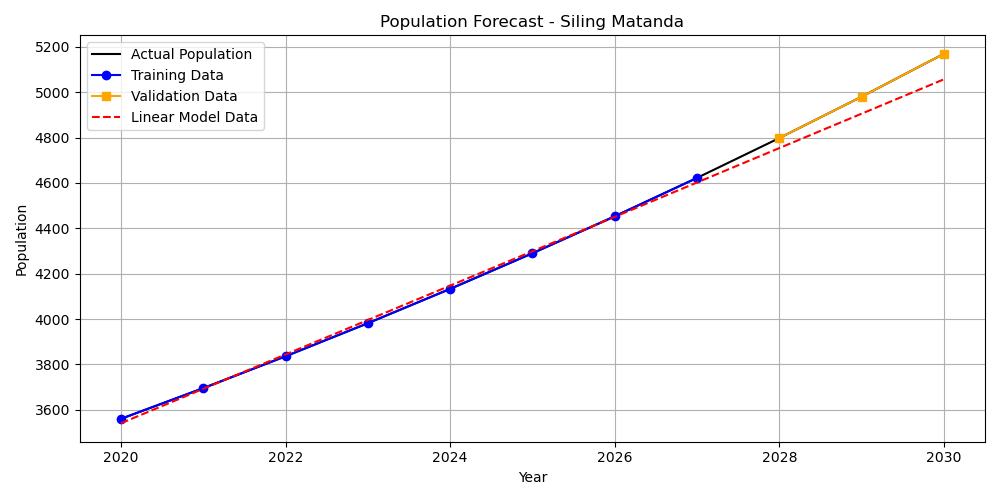 Population Forecast - Siling Matanda
Actual Population
Training Data
Validation Data
Linear Model Data
5200
5000
4800
4600
4400
4200
4000
3800
3600
Population
2020
2022
2024
2026
2028
2030
Year